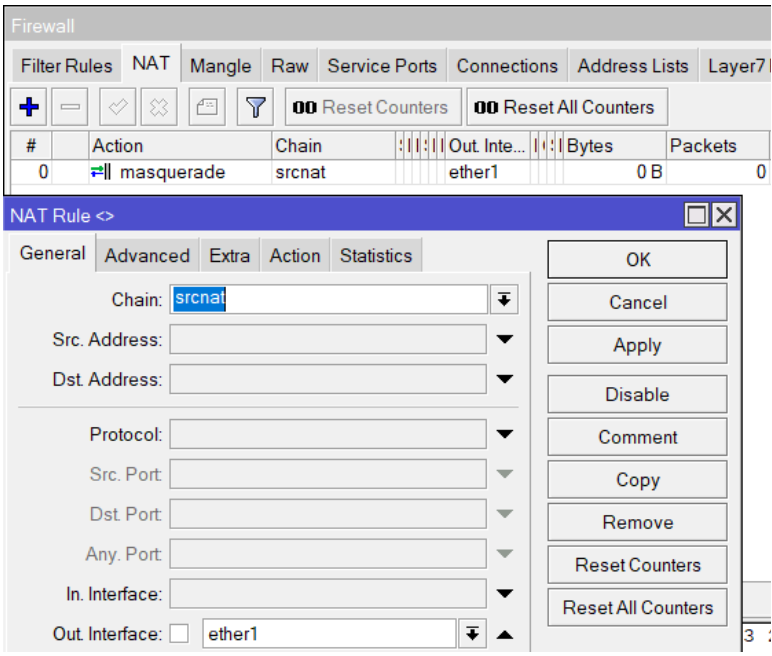 Firewall
Filter Rules NAT Mangle Raw Service Ports Connections Address Lists Layer7
Reset Counters Reset All Counters
# Action Chain Out. Inte... Bytes Packets
0 masquerade srcnat ether1 0 B 0
NAT Rule <>
General Advanced Extra Action Statistics
OK
Chain: srcnat
Cancel
Src. Address:
Apply
Dst. Address:
Disable
Protocol:
Comment
Src. Port:
Copy
Dst. Port:
Remove
Any. Port:
Reset Counters
In. Interface:
Reset All Counters
Out. Interface: ether1
3